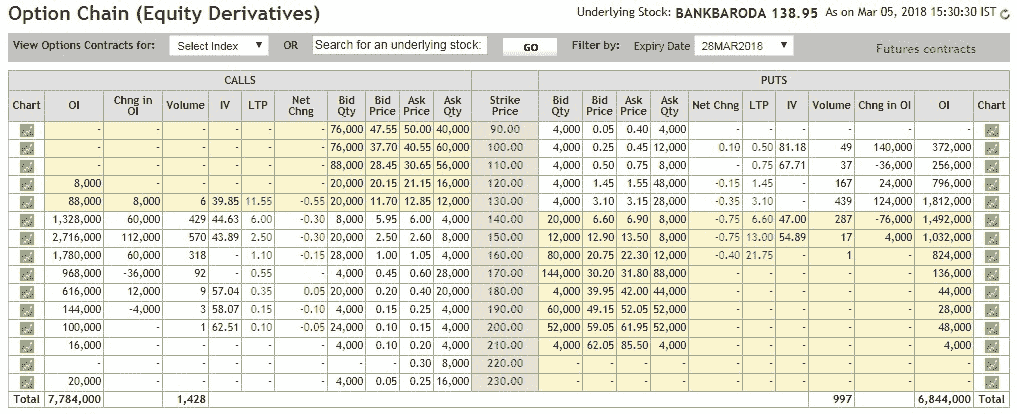 Option Chain (Equity Derivatives) Underlying Stock: BANKBARODA 138.95 As on Mar 05, 2018 15:30:30 IST
View Options Contracts for: Select Index OR Search for an underlying stock: GO Filter by: Expiry Date 28MAR2018 Futures contracts
CALLS PUTS
Chart OI Chng in OI Volume IV LTP Net Chng Bid Qty Bid Price Ask Price Ask Qty Strike Price Bid Qty Bid Price Ask Price Ask Qty Net Chng LTP IV Volume Chng in OI OI Chart
- - - - - - 76,000 47.55 50.00 40,000 90.00 4,000 0.05 0.40 4,000 - - - - - -
- - - - - - 76,000 37.70 40.55 60,000 100.00 4,000 0.25 0.45 12,000 0.10 0.50 81.18 49 140,000 372,000
- - - - - - 88,000 28.45 30.65 56,000 110.00 4,000 0.50 0.75 8,000 - 0.75 67.71 37 -36,000 256,000
8,000 - - - - - 20,000 20.15 21.15 16,000 120.00 4,000 1.45 1.55 48,000 -0.15 1.45 - 167 24,000 796,000
88,000 8,000 6 39.85 11.55 -0.55 20,000 11.70 12.85 12,000 130.00 4,000 3.10 3.15 28,000 -0.35 3.10 - 439 124,000 1,812,000
1,328,000 60,000 429 44.63 6.00 -0.30 8,000 5.95 6.00 4,000 140.00 20,000 6.60 6.90 8,000 -0.75 6.60 47.00 287 -76,000 1,492,000
2,716,000 112,000 570 43.89 2.50 -0.30 20,000 2.50 2.60 8,000 150.00 12,000 12.90 13.50 8,000 -0.75 13.00 54.89 17 4,000 1,032,000
1,780,000 60,000 318 - 1.10 -0.15 28,000 1.00 1.05 4,000 160.00 80,000 20.75 22.30 12,000 -0.40 21.75 - 1 - 824,000
968,000 -36,000 92 - 0.55 - 4,000 0.45 0.60 28,000 170.00 144,000 30.20 31.80 88,000 - - - - - 136,000
616,000 12,000 9 57.04 0.35 0.05 20,000 0.20 0.40 20,000 180.00 4,000 39.95 42.00 44,000 - - - - - 44,000
144,000 -4,000 3 58.07 0.15 -0.10 4,000 0.15 0.25 4,000 190.00 60,000 49.15 52.05 52,000 - - - - - 28,000
100,000 - 1 62.51 0.10 -0.05 24,000 0.10 0.15 4,000 200.00 52,000 59.05 61.95 52,000 - - - - - 48,000
16,000 - - - - - 4,000 0.10 0.20 4,000 210.00 4,000 62.05 85.50 4,000 - - - - - 4,000
- - - - - - - - 0.30 8,000 220.00 - - - - - - - - - -
20,000 - - - - - 4,000 0.05 0.25 16,000 230.00 - - - - - - - - - -
Total 7,784,000 1,428 997 6,844,000 Total